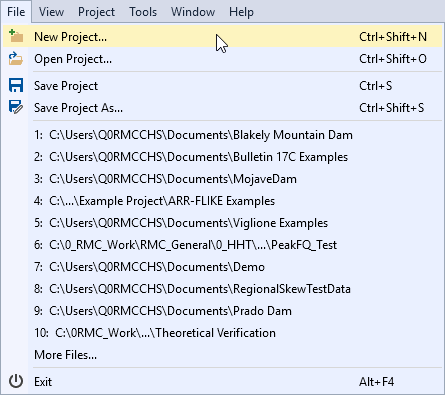 File View Project Tools Window Help
New Project... Ctrl+Shift+N
Open Project... Ctrl+Shift+O
Save Project Ctrl+S
Save Project As... Ctrl+Shift+S
1: C:\Users\Q0RMCCHS\Documents\Blakely Mountain Dam
2: C:\Users\Q0RMCCHS\Documents\Bulletin 17C Examples
3: C:\Users\Q0RMCCHS\Documents\MojaveDam
4: C:\...\Example Project\ARR-FLIKE Examples
5: C:\Users\Q0RMCCHS\Documents\Viglione Examples
6: C:\0_RMC_Work\RMC_General\0_HHT\...\PeakFQ_Test
7: C:\Users\Q0RMCCHS\Documents\Demo
8: C:\Users\Q0RMCCHS\Documents\RegionalSkewTestData
9: C:\Users\Q0RMCCHS\Documents\Prado Dam
10: C:\0RMC_Work\...\Theoretical Verification
More Files...
Exit Alt+F4